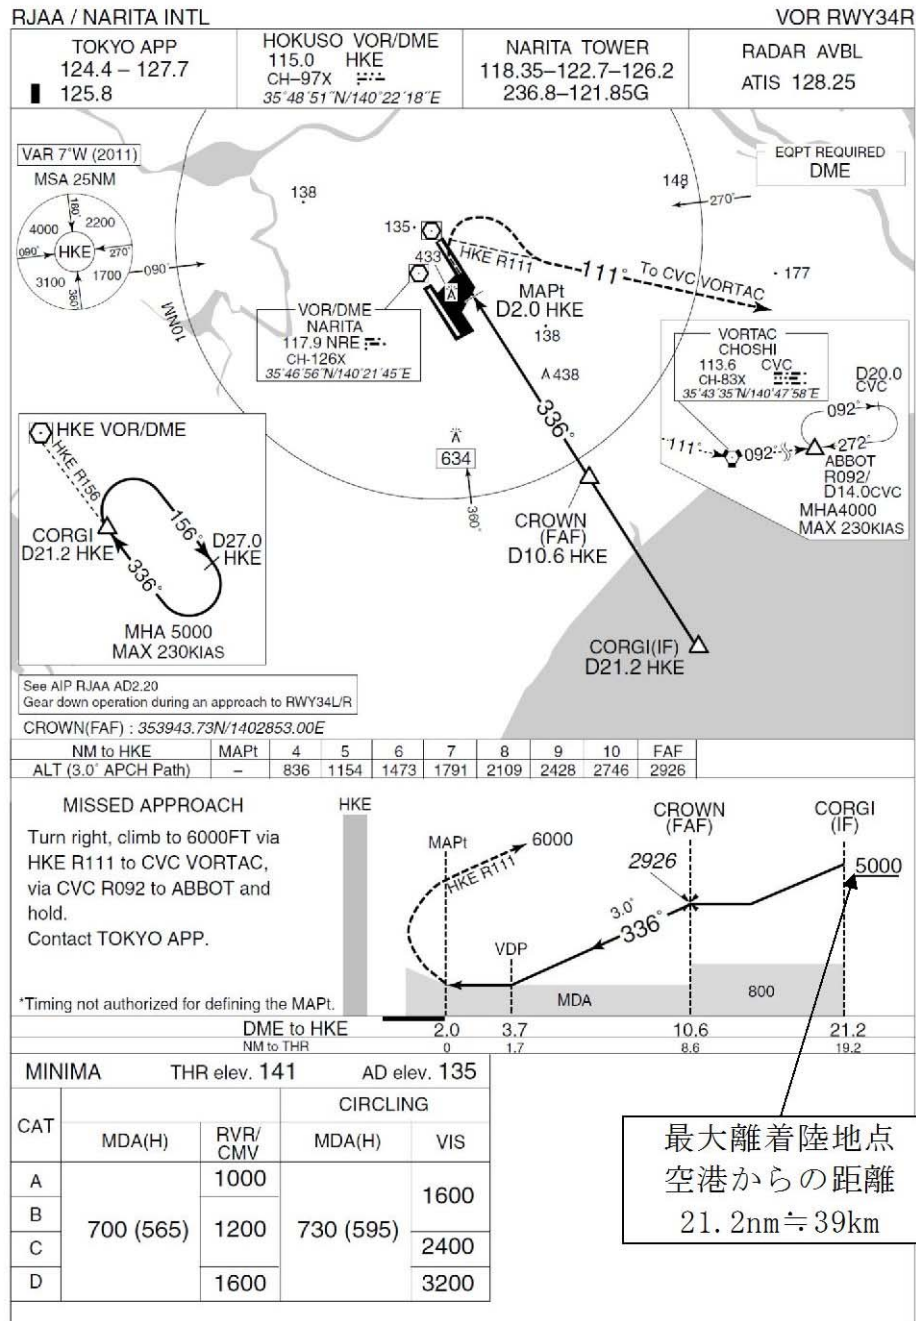 RJAA / NARITA INTL
VOR RWY34R
TOKYO APP
124.4 – 127.7
125.8
HOKUSO VOR/DME
115.0 HKE
CH–97X
35°48′51″N/140°22′18″E
NARITA TOWER
118.35–122.7–126.2
236.8–121.85G
RADAR AVBL
ATIS 128.25
VAR 7°W (2011)
MSA 25NM
180°
4000
2200
090°
HKE
270°
3100
1700
360°
090°
10NM
138
148
270°
EQPT REQUIRED
DME
135
433
HKE R111
111°
To CVC VORTAC
177
MAPt
D2.0 HKE
138
438
VOR/DME
NARITA
117.9 NRE
CH-126X
35°46′56″N/140°21′45″E
VORTAC
CHOSHI
113.6 CVC
CH-83X
35°43′35″N/140°47′58″E
D20.0
CVC
092°
111°
092°
272°
ABBOT
R092/
D14.0CVC
MHA4000
MAX 230KIAS
634
360°
336°
CROWN
(FAF)
D10.6 HKE
CORGI(IF)
D21.2 HKE
HKE VOR/DME
HKE R156
CORGI
D21.2 HKE
156°
D27.0
HKE
336°
MHA 5000
MAX 230KIAS
See AIP RJAA AD2.20
Gear down operation during an approach to RWY34L/R
CROWN(FAF) : 353943.73N/1402853.00E
NM to HKE MAPt 4 5 6 7 8 9 10 FAF
ALT (3.0° APCH Path) – 836 1154 1473 1791 2109 2428 2746 2926
MISSED APPROACH
Turn right, climb to 6000FT via
HKE R111 to CVC VORTAC,
via CVC R092 to ABBOT and
hold.
Contact TOKYO APP.
*Timing not authorized for defining the MAPt.
HKE
MAPt
6000
HKE R111
VDP
3.0°
336°
2926
CROWN
(FAF)
CORGI
(IF)
5000
MDA
800
DME to HKE 2.0 3.7 10.6 21.2
NM to THR 0 1.7 8.6 19.2
MINIMA THR elev. 141 AD elev. 135
CAT
CIRCLING
MDA(H) RVR/CMV MDA(H) VIS
A 1000
B
C
D 1600
700 (565)
1200
730 (595)
1600
2400
3200
最大離着陸地点
空港からの距離
21.2nm≒39km